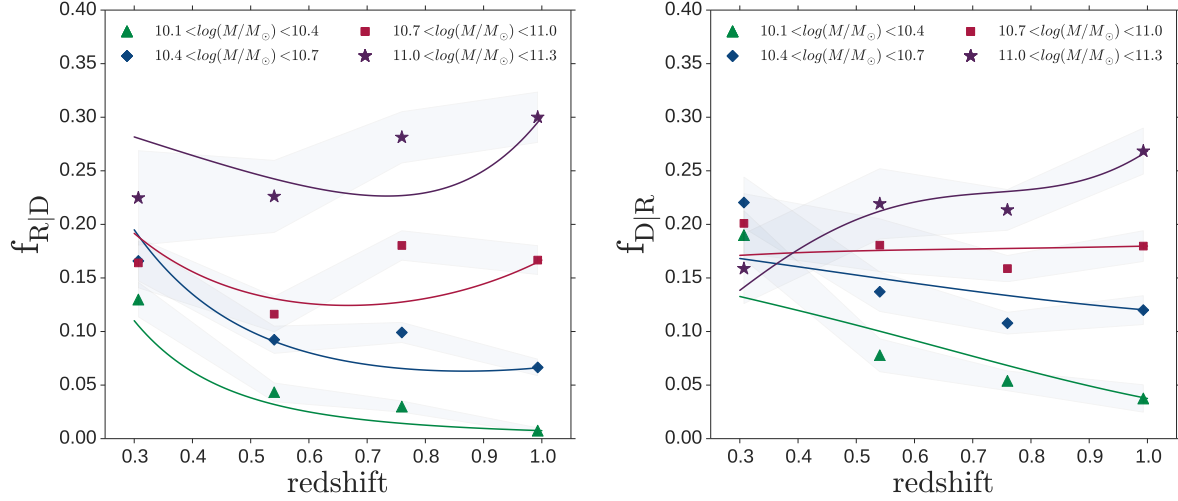 0.40
0.35
0.30
0.25
0.20
0.15
0.10
0.05
0.00
f_{R|D}
10.1 <log(M/M_⊙) <10.4
10.4 <log(M/M_⊙) <10.7
10.7 <log(M/M_⊙) <11.0
11.0 <log(M/M_⊙) <11.3
0.3 0.4 0.5 0.6 0.7 0.8 0.9 1.0
redshift
0.40
0.35
0.30
0.25
0.20
0.15
0.10
0.05
0.00
f_{D|R}
10.1 <log(M/M_⊙) <10.4
10.4 <log(M/M_⊙) <10.7
10.7 <log(M/M_⊙) <11.0
11.0 <log(M/M_⊙) <11.3
0.3 0.4 0.5 0.6 0.7 0.8 0.9 1.0
redshift